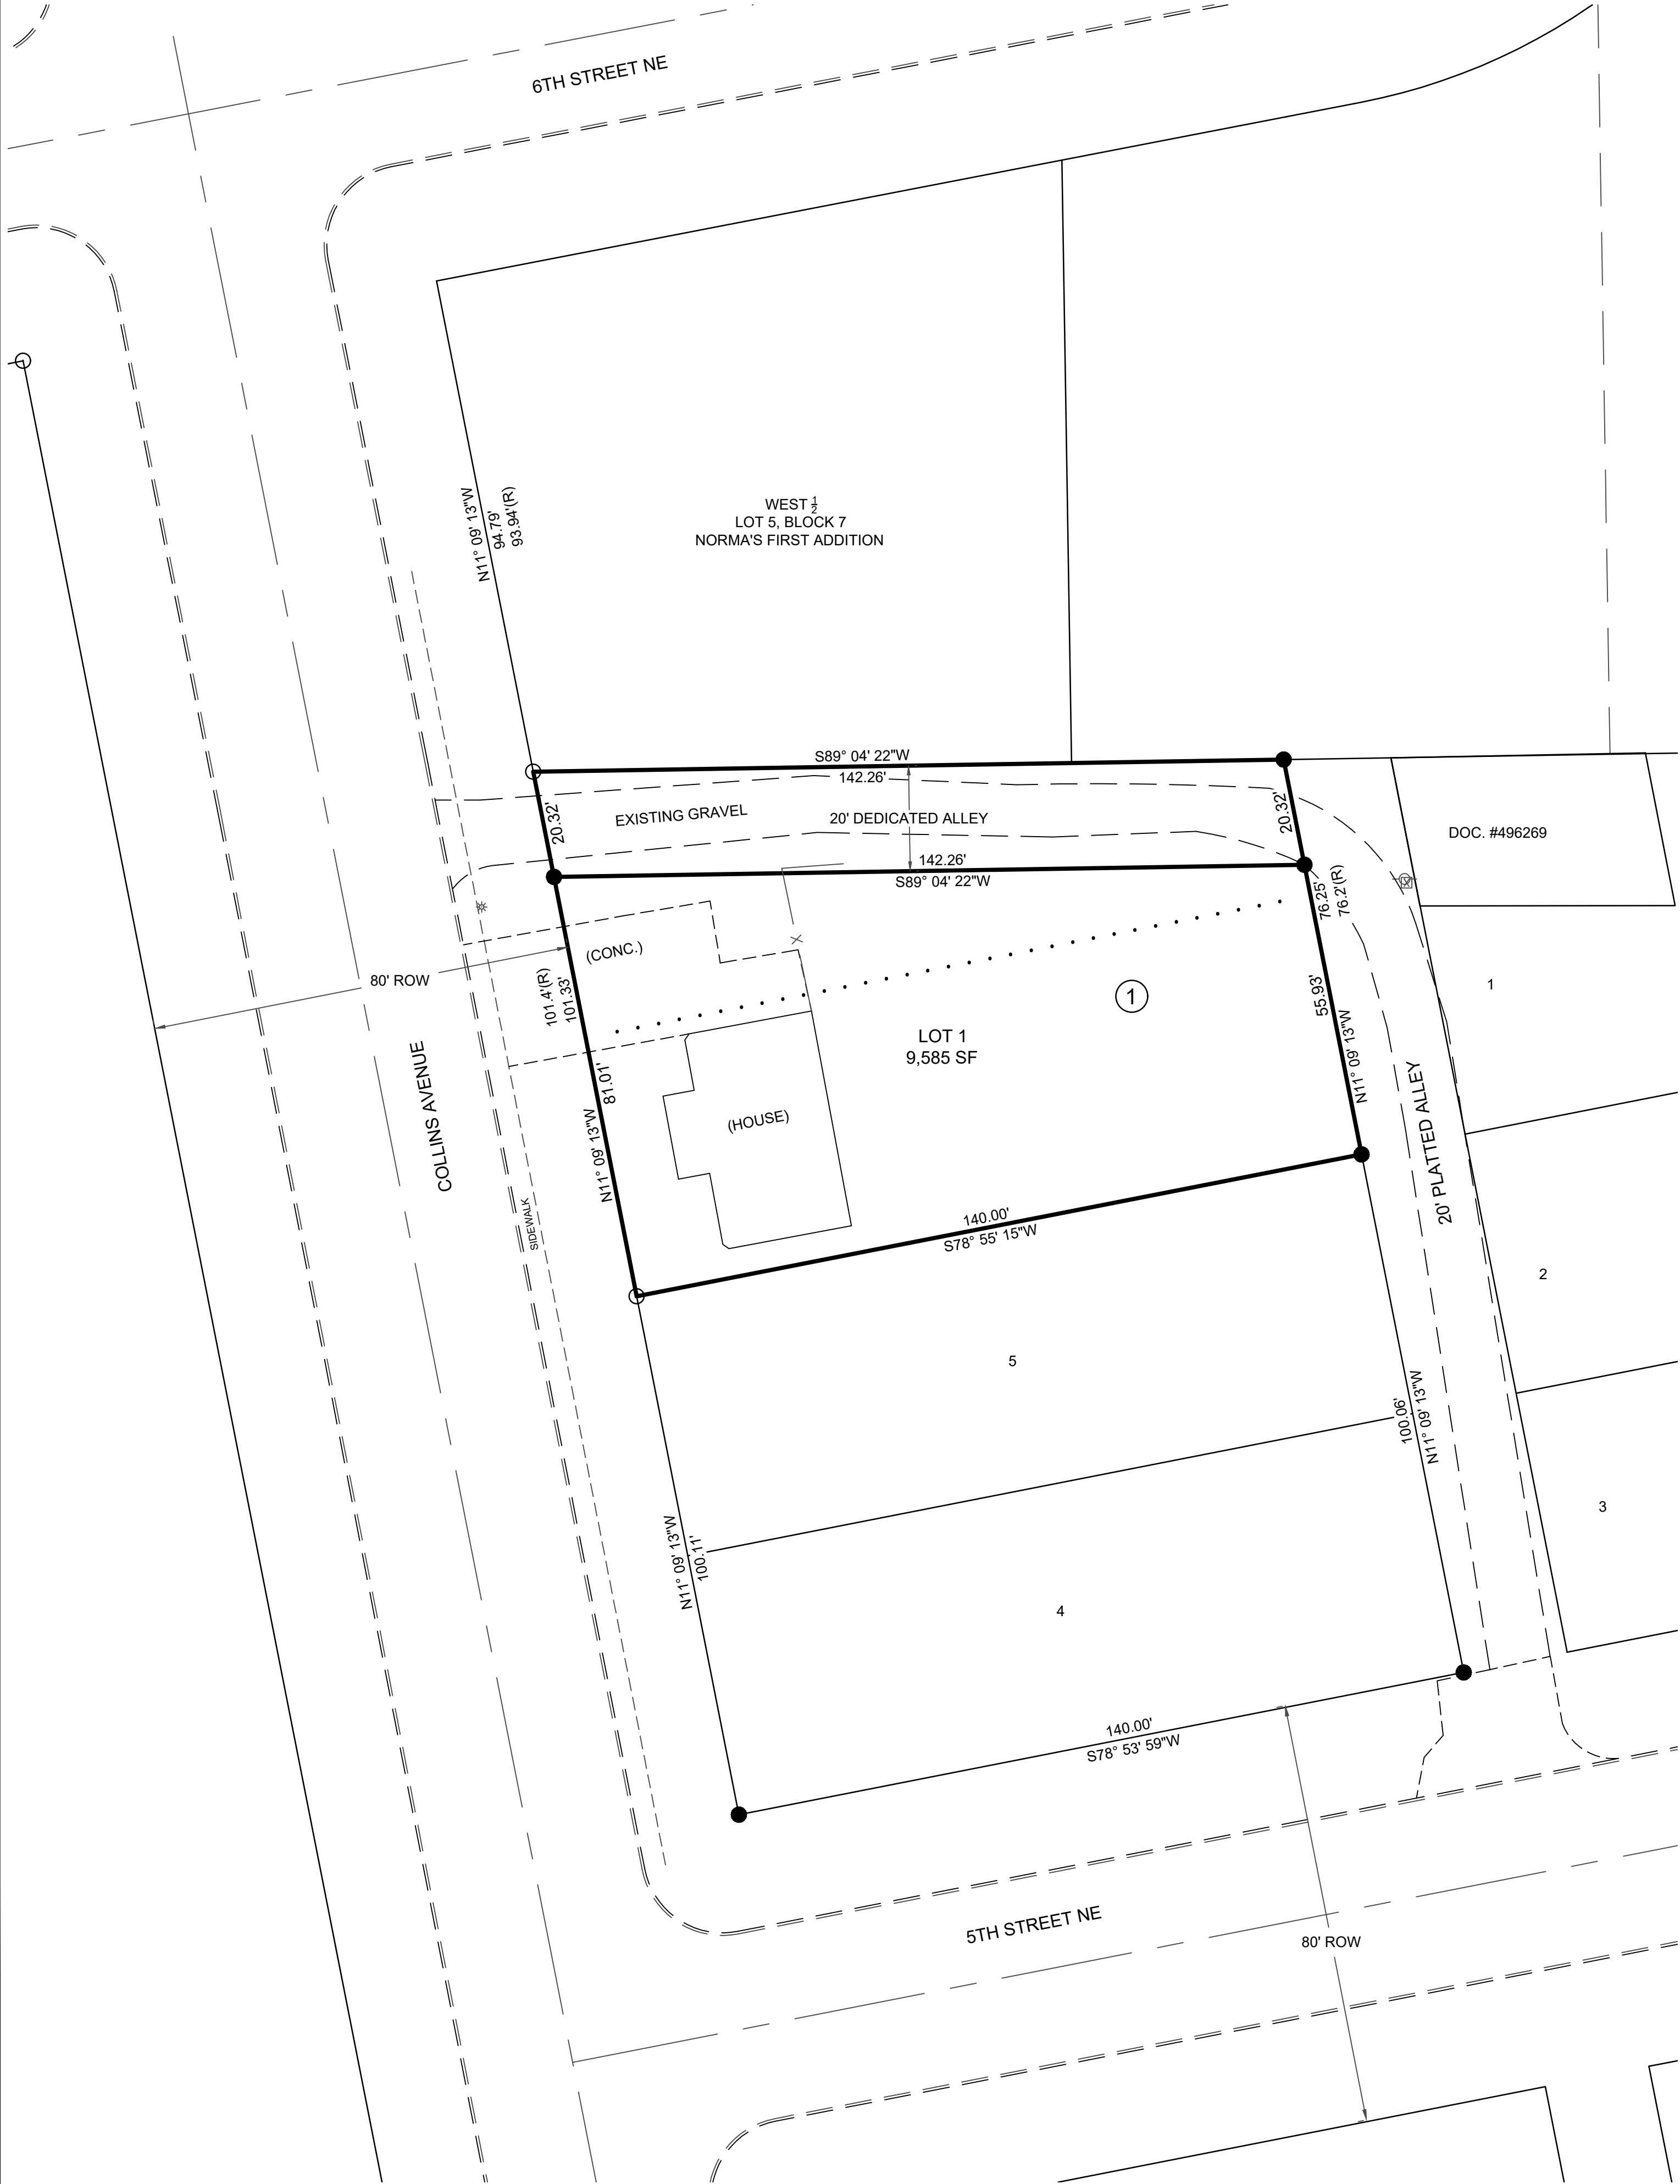 6TH STREET NE
N11° 09' 13"W
94.79'
93.94'(R)
WEST 1/2
LOT 5, BLOCK 7
NORMA'S FIRST ADDITION
S89° 04' 22"W
142.26'
20.32'
EXISTING GRAVEL
20' DEDICATED ALLEY
20.32'
DOC. #496269
142.26'
S89° 04' 22"W
76.25'
76.2'(R)
(CONC.)
80' ROW
101.4'(R)
101.33'
1
55.93'
N11° 09' 13"W
1
LOT 1
9,585 SF
COLLINS AVENUE
81.01'
N11° 09' 13"W
(HOUSE)
20' PLATTED ALLEY
SIDEWALK
140.00'
S78° 55' 15"W
2
5
100.06'
N11° 09' 13"W
3
N11° 09' 13"W
100.11'
4
140.00'
S78° 53' 59"W
5TH STREET NE
80' ROW